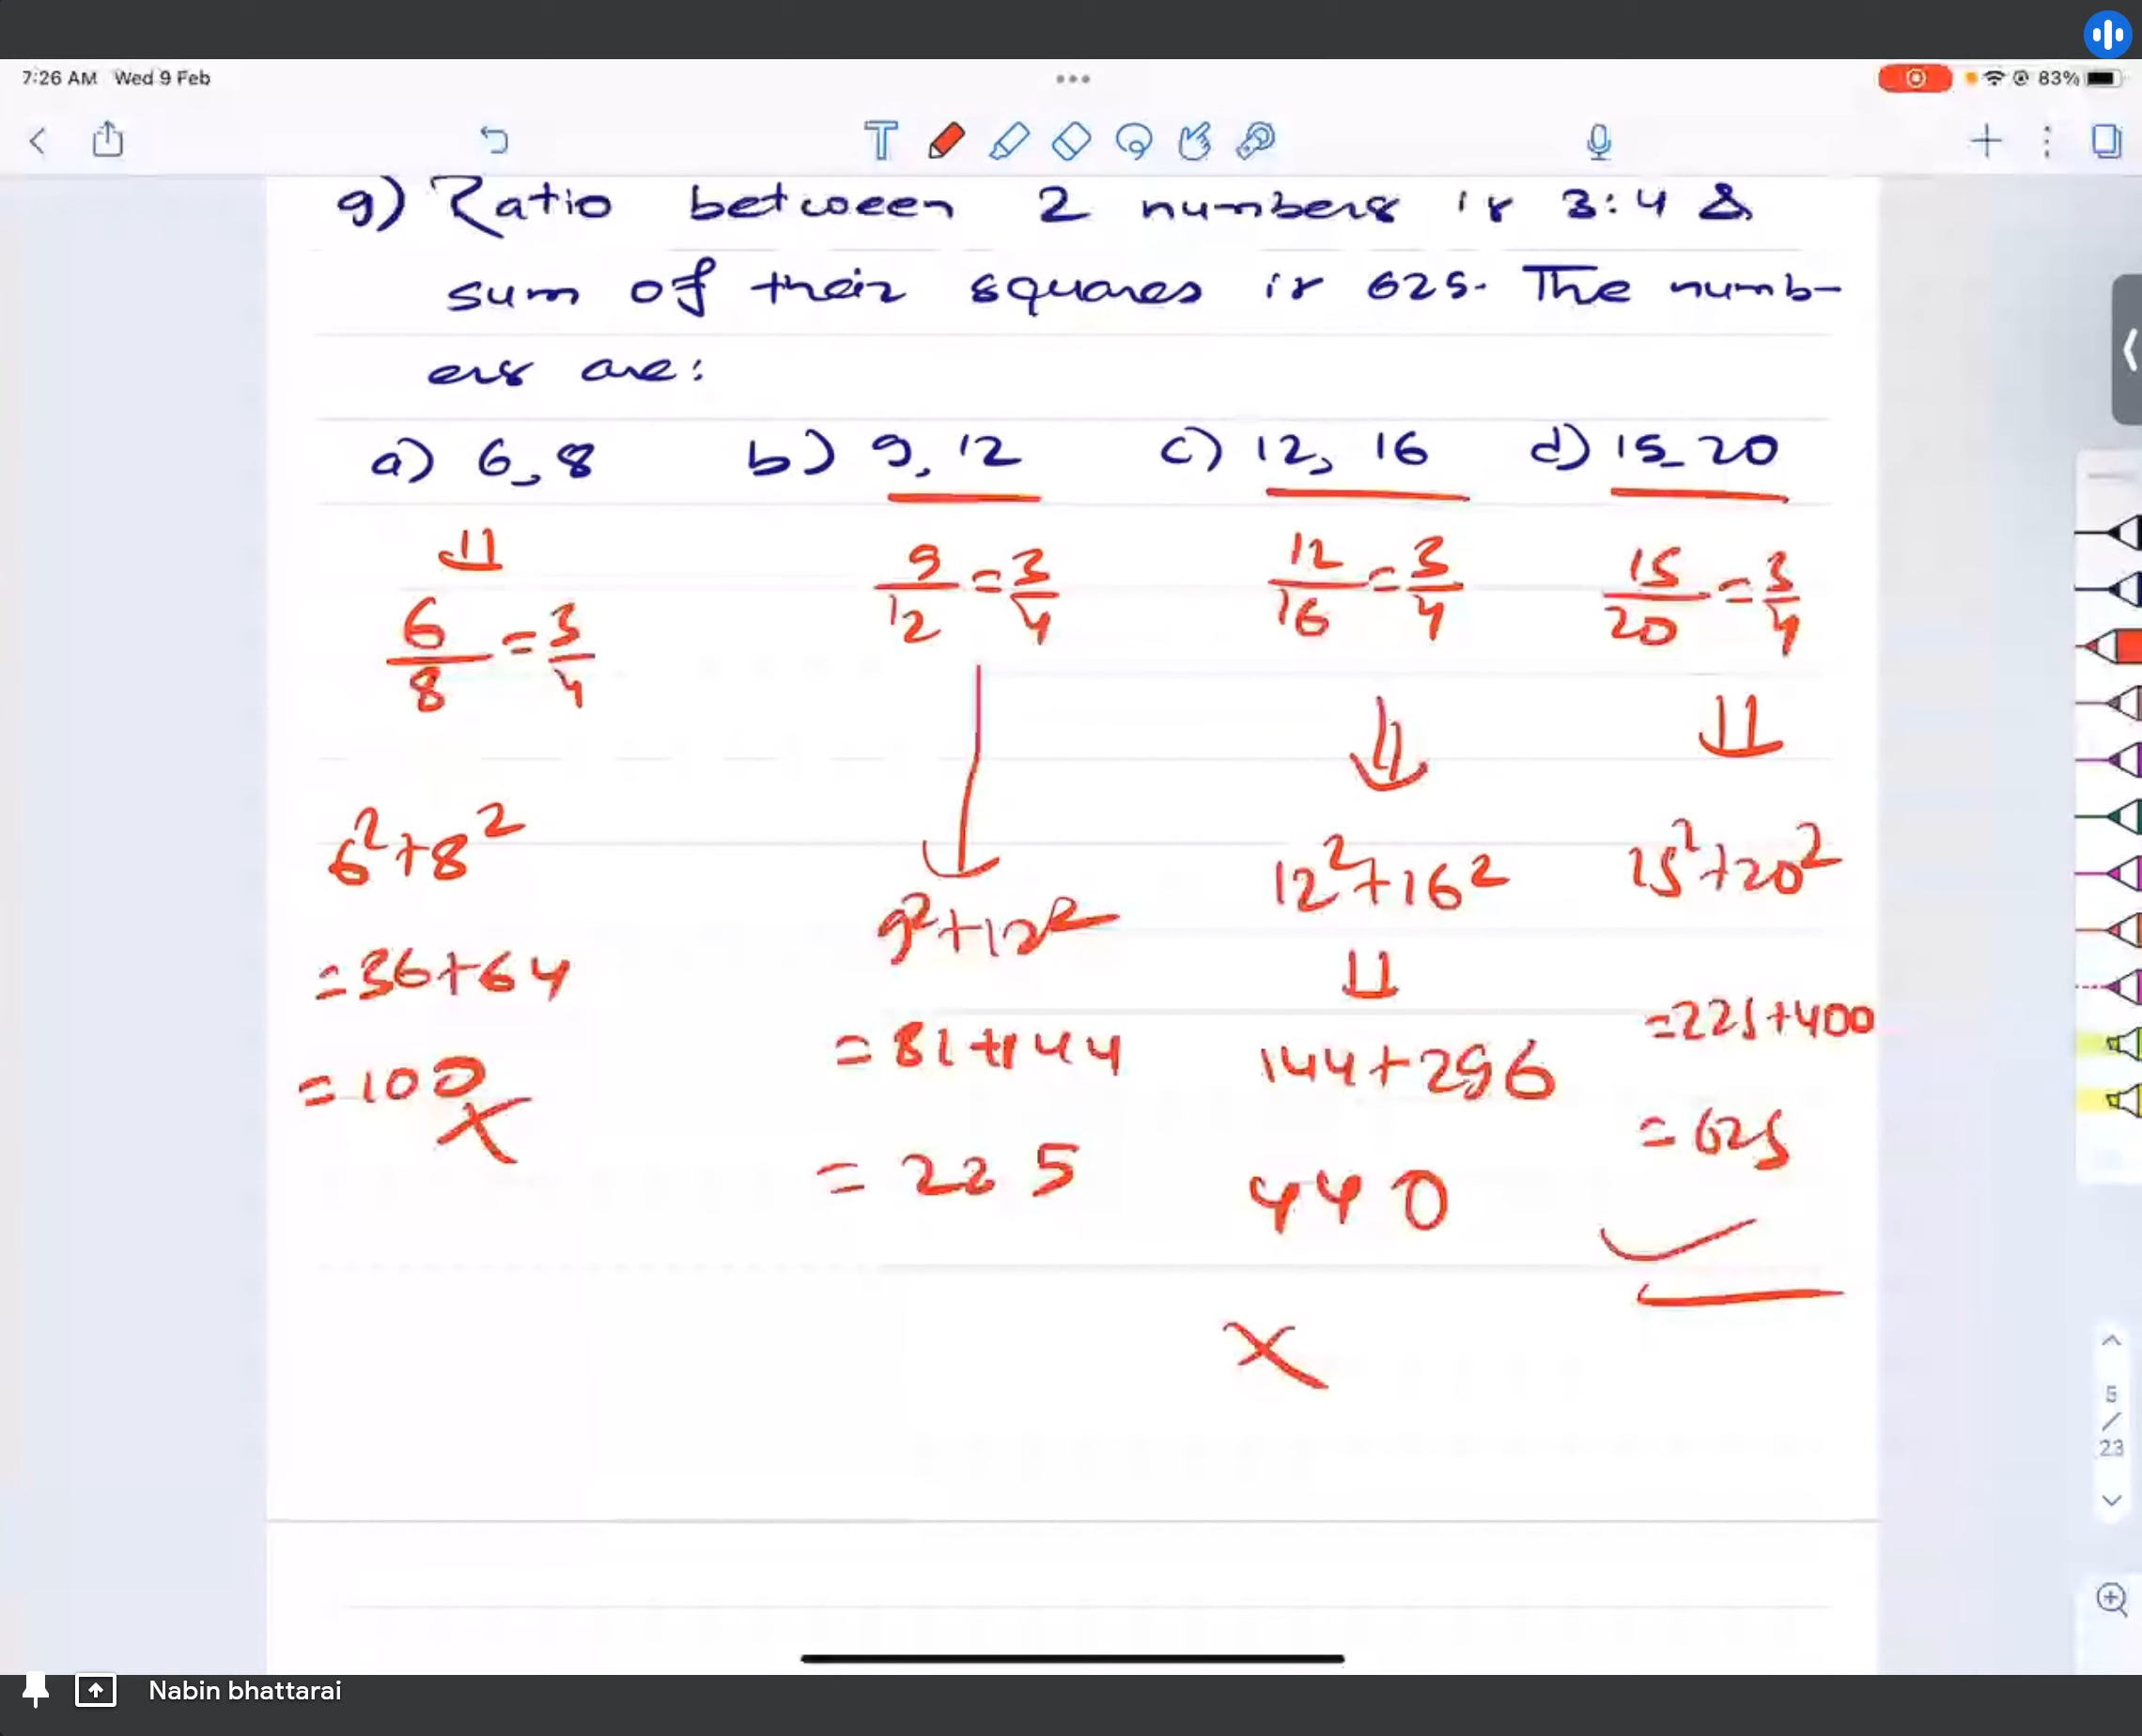 7:26 AM Wed 9 Feb
83%
T
g) Ratio between 2 numbers is 3:4 &
sum of their squares is 625. The numb-
ers are:
a) 6,8 b) 9,12 c) 12, 16 d) 15,20
6/8 = 3/4 9/12 = 3/4 12/16 = 3/4 15/20 = 3/4
6²+8² 9²+12² 12²+16² 15²+20²
=36+64 =81+144 144+296 =225+400
=100 = 225 440 = 625
X
X
5
/
23
Nabin bhattarai